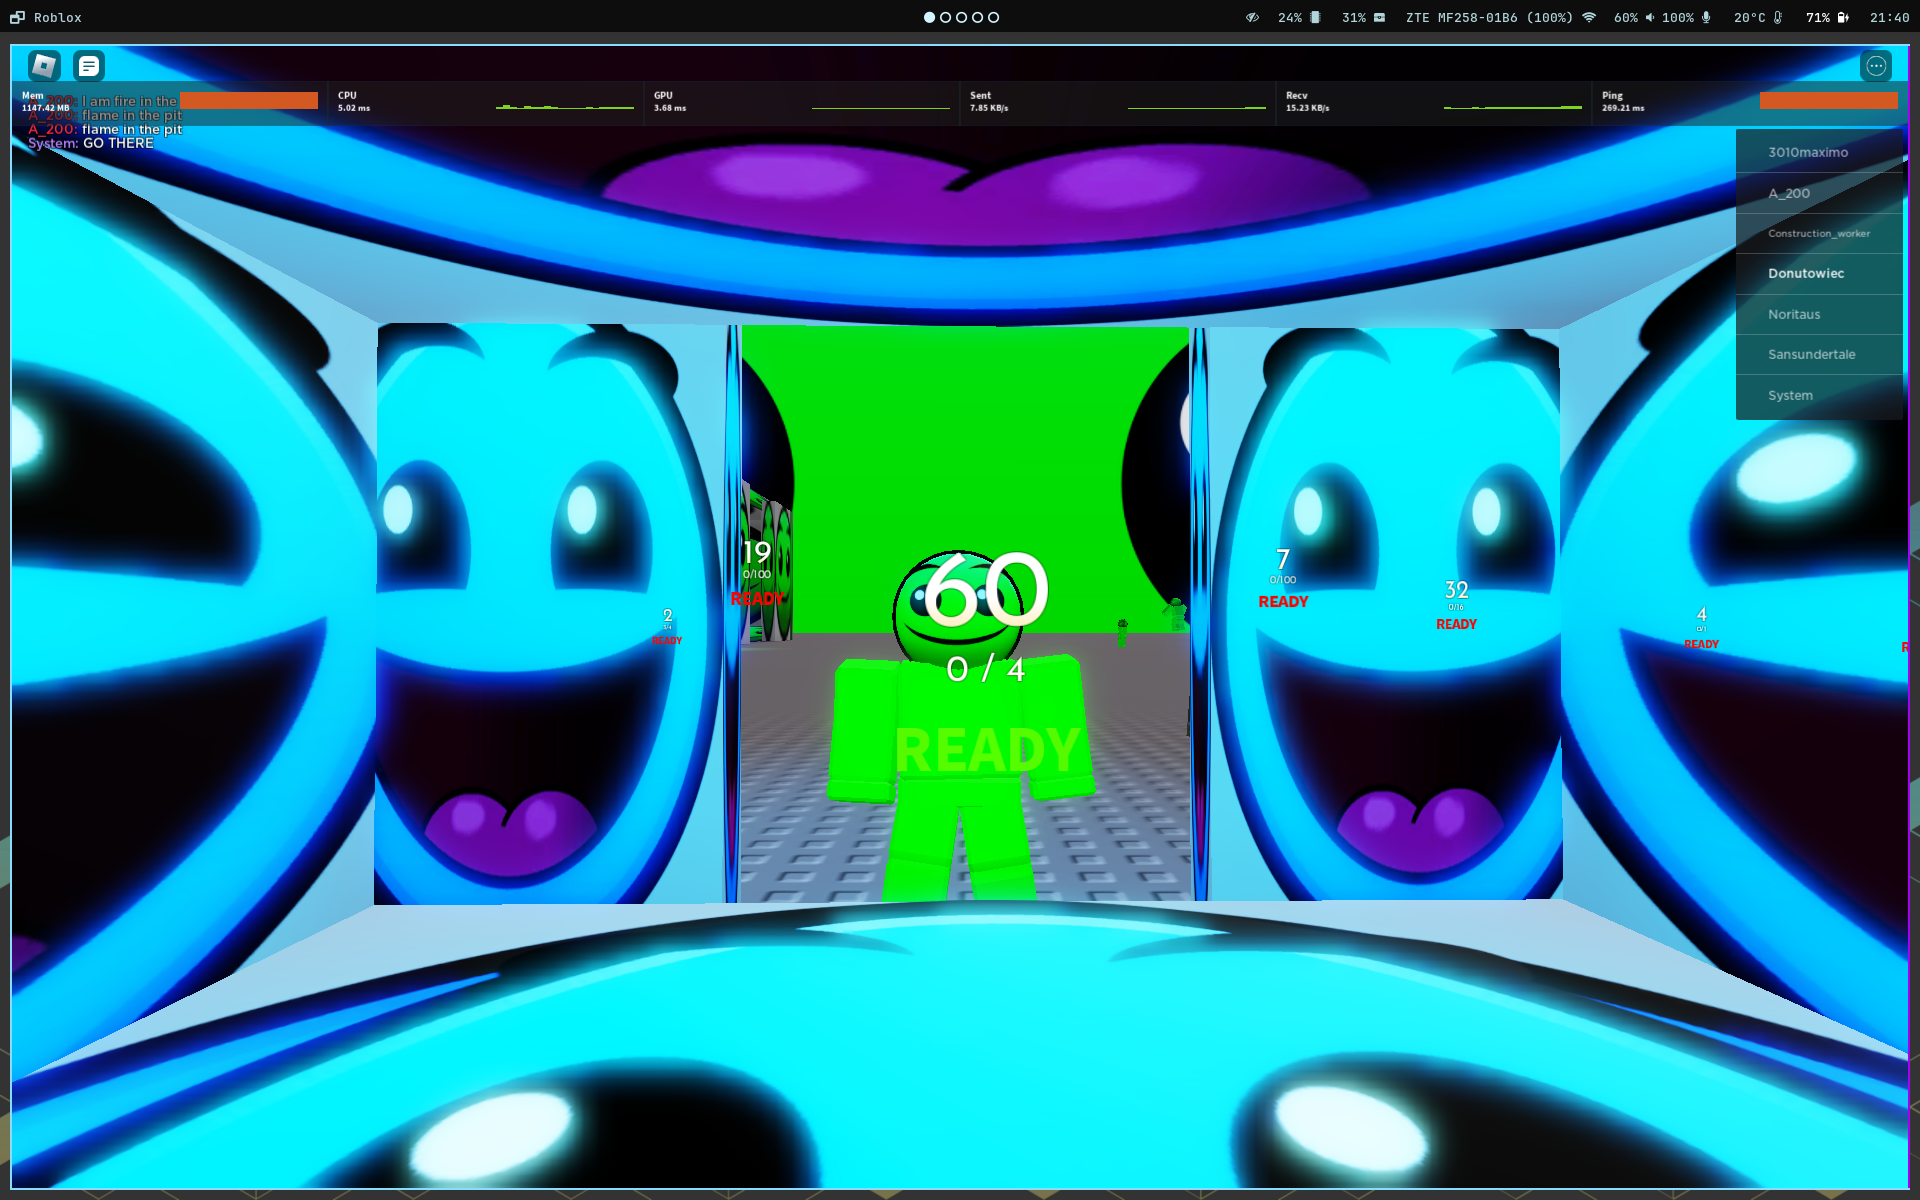 Roblox
24%
31%
ZTE MF258-01B6 (100%)
60%
100%
20°C
71%
21:40
Mem
1147.42 MB
CPU
5.02 ms
GPU
3.68 ms
Sent
7.85 KB/s
Recv
15.23 KB/s
Ping
269.21 ms
A_200: I am fire in the
A_200: flame in the pit
A_200: flame in the pit
System: GO THERE
3010maximo
A_200
Construction_worker
Donutowiec
Noritaus
Sansundertale
System
19
0/100
READY
2
READY
60
0 / 4
READY
7
0/100
READY
32
0/16
READY
4
READY
R